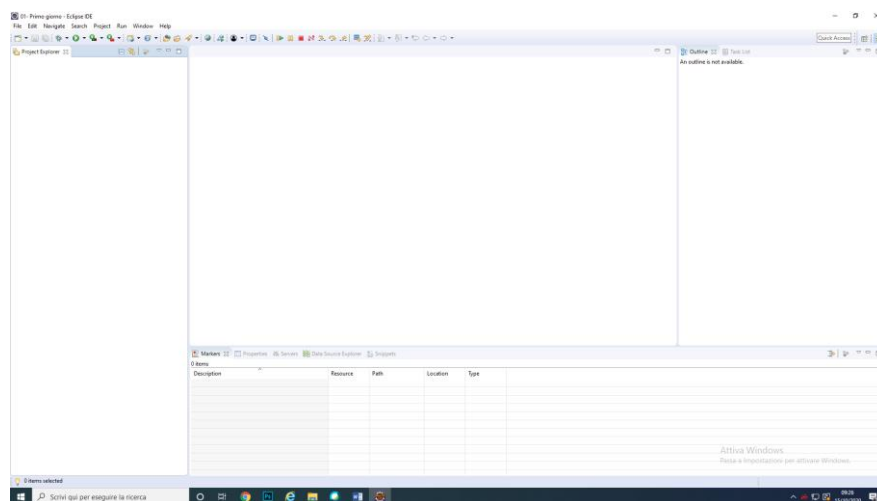 01- Primo-giorno - Eclipse IDE
File Edit Navigate Search Project Run Window Help
Quick Access
Project Explorer
Outline Task List
An outline is not available.
Markers Properties Servers Data Source Explorer Snippets
0 items
Description Resource Path Location Type
Attiva Windows
Passa a Impostazioni per attivare Windows.
0 items selected
Scrivi qui per eseguire la ricerca
09:26